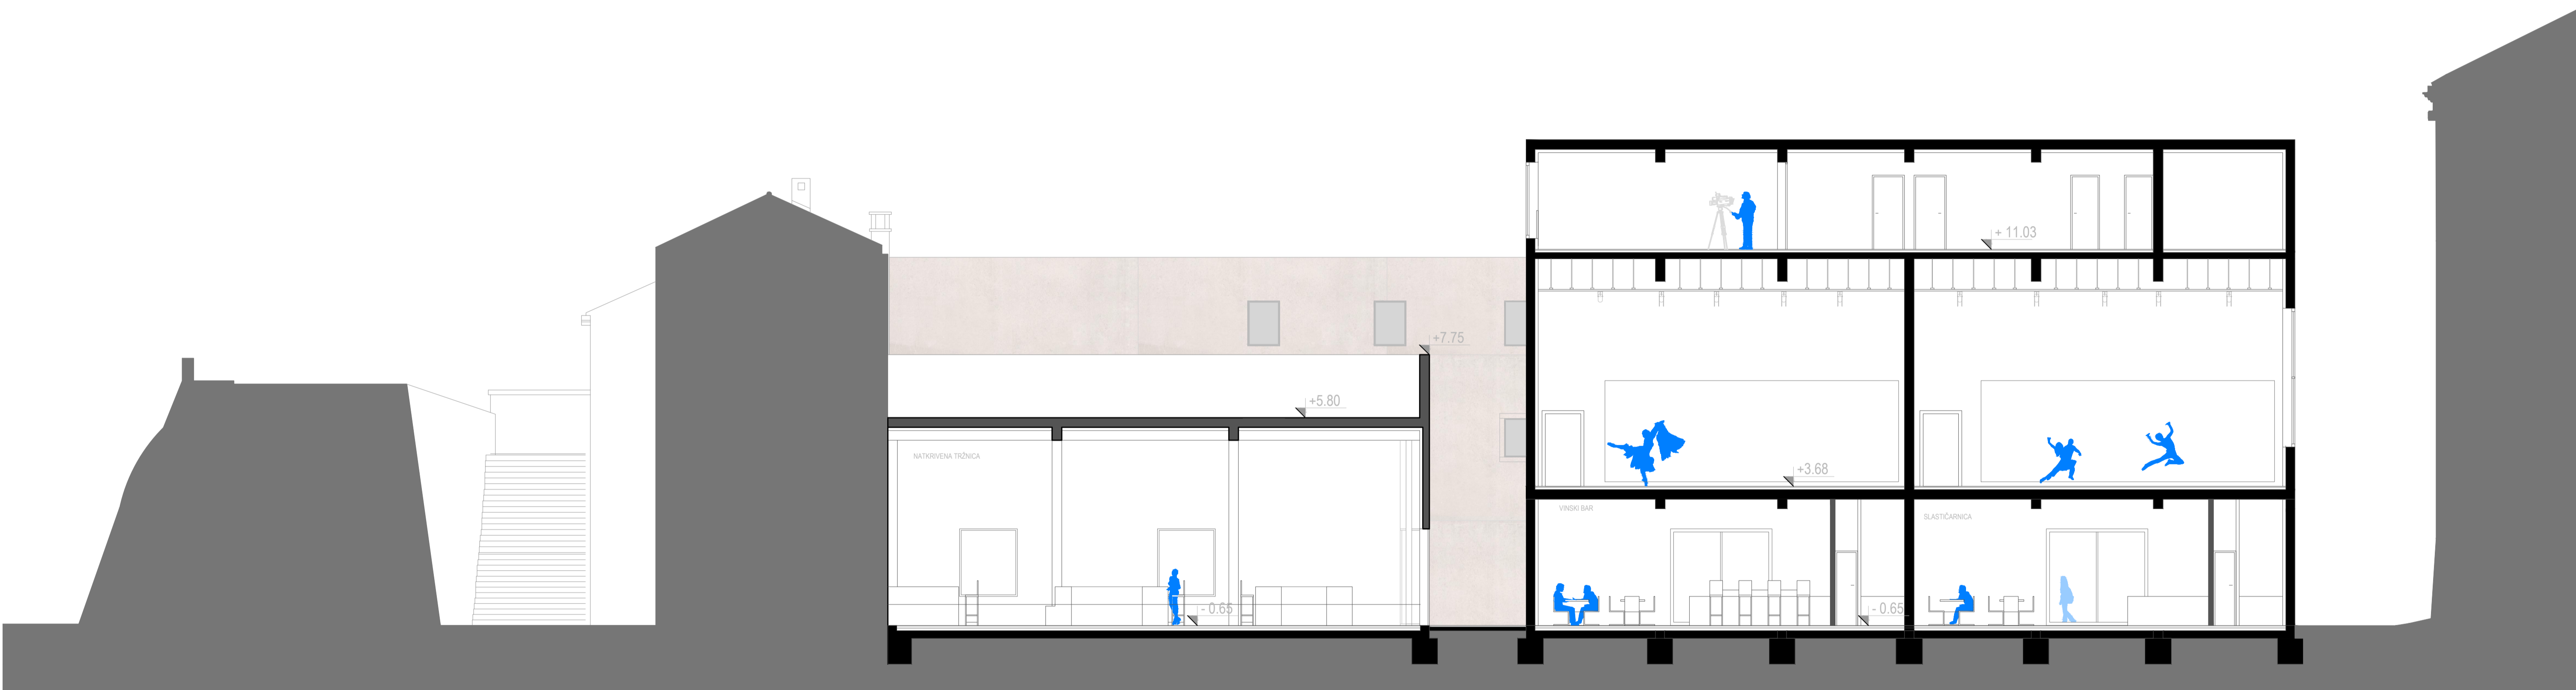 + 11.03
+7.75
+5.80
NATKRIVENA TRŽNICA
+3.68
VINSKI BAR
SLASTIČARNICA
- 0.65
- 0.65